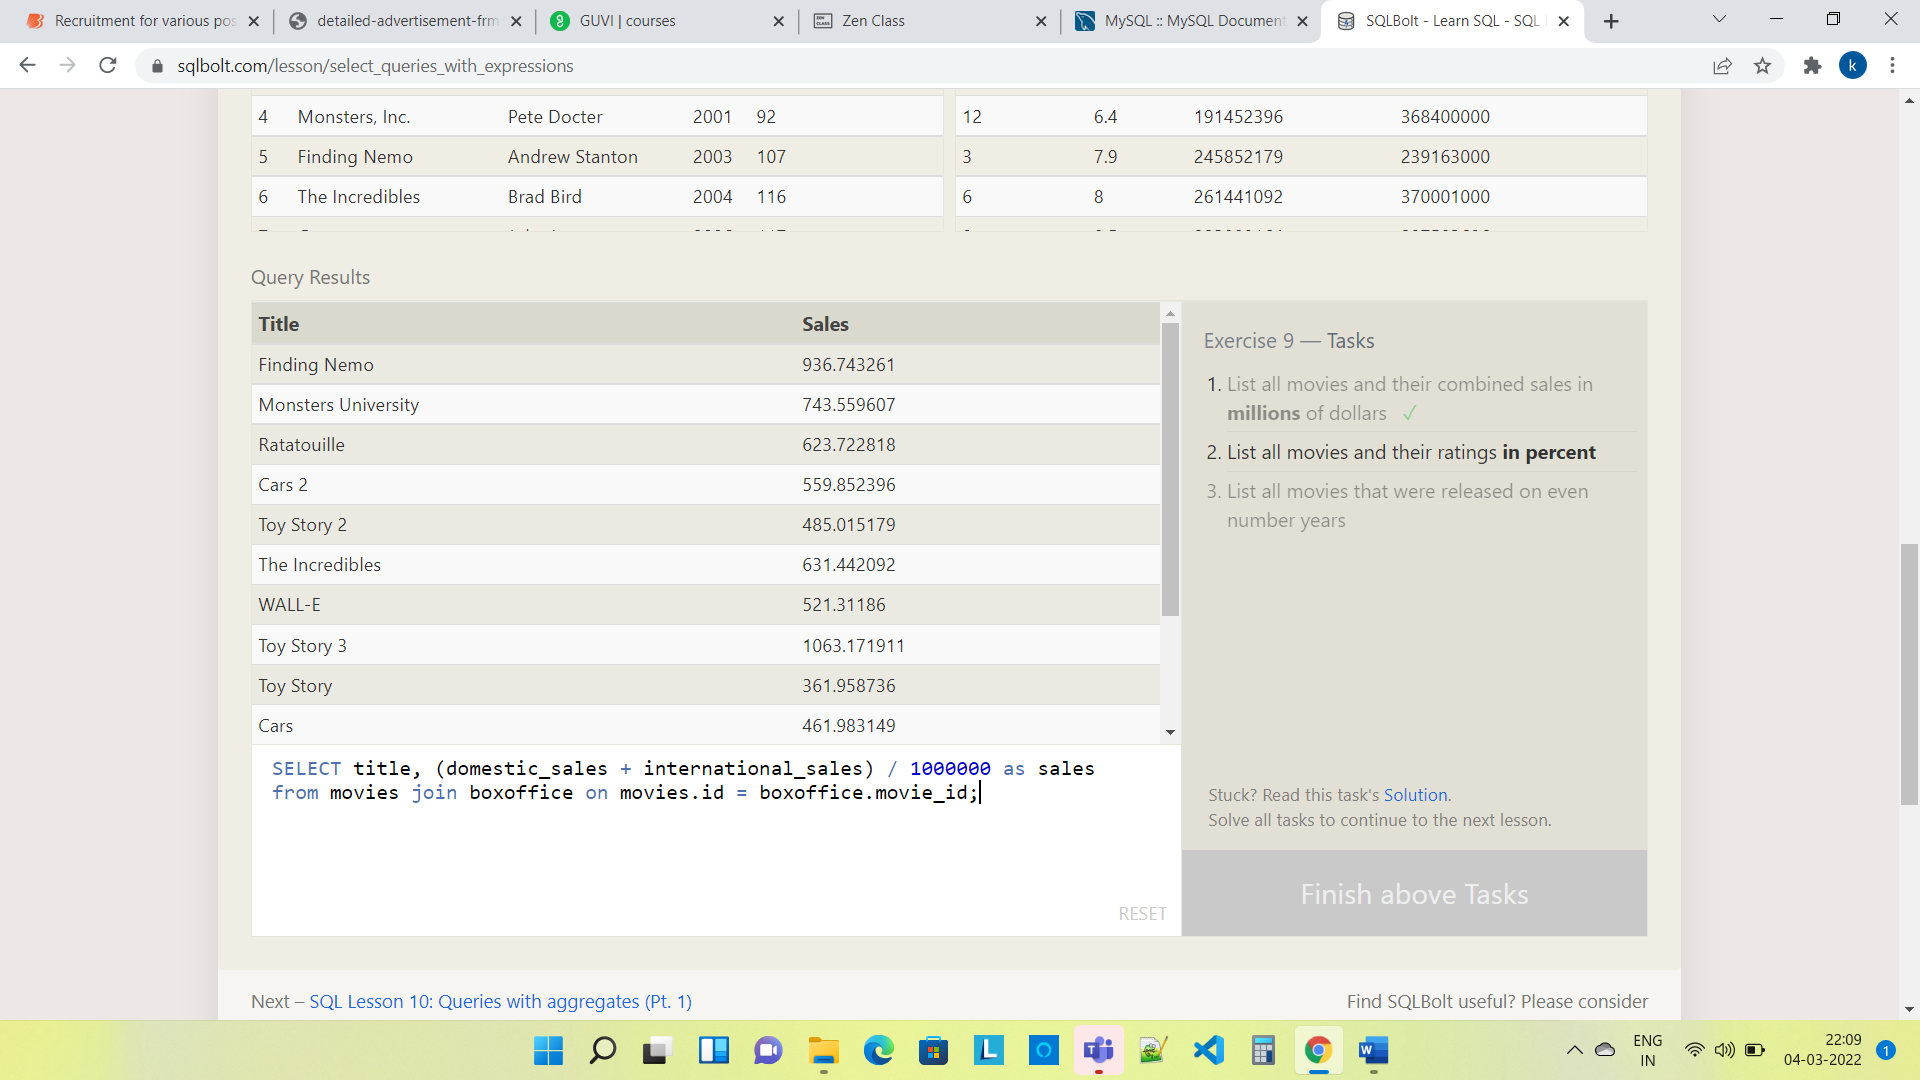 Recruitment for various pos
detailed-advertisement-frm
GUVI | courses
Zen Class
MySQL :: MySQL Document
SQLBolt - Learn SQL - SQL
sqlbolt.com/lesson/select_queries_with_expressions
k
4 Monsters, Inc. Pete Docter 2001 92 12 6.4 191452396 368400000
5 Finding Nemo Andrew Stanton 2003 107 3 7.9 245852179 239163000
6 The Incredibles Brad Bird 2004 116 6 8 261441092 370001000
Query Results
Title Sales
Finding Nemo 936.743261
Monsters University 743.559607
Ratatouille 623.722818
Cars 2 559.852396
Toy Story 2 485.015179
The Incredibles 631.442092
WALL-E 521.31186
Toy Story 3 1063.171911
Toy Story 361.958736
Cars 461.983149
Exercise 9 — Tasks
1. List all movies and their combined sales in
millions of dollars ✓
2. List all movies and their ratings in percent
3. List all movies that were released on even
number years
SELECT title, (domestic_sales + international_sales) / 1000000 as sales
from movies join boxoffice on movies.id = boxoffice.movie_id;
RESET
Stuck? Read this task's Solution.
Solve all tasks to continue to the next lesson.
Finish above Tasks
Next – SQL Lesson 10: Queries with aggregates (Pt. 1)
Find SQLBolt useful? Please consider
ENG
IN
22:09
04-03-2022
1